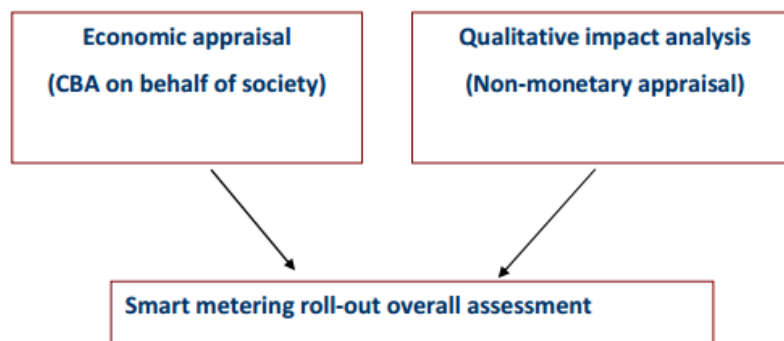 Economic appraisal
(CBA on behalf of society)
Qualitative impact analysis
(Non-monetary appraisal)
Smart metering roll-out overall assessment